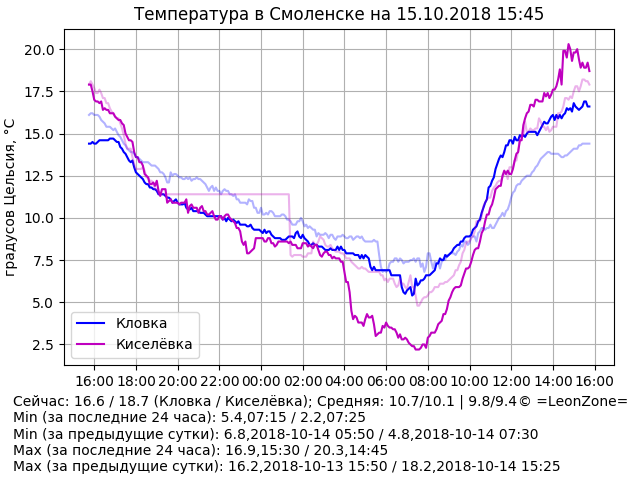 Температура в Смоленске на 15.10.2018 15:45
градусов Цельсия, °C
20.0
17.5
15.0
12.5
10.0
7.5
5.0
2.5
Кловка
Киселёвка
16:00 18:00 20:00 22:00 00:00 02:00 04:00 06:00 08:00 10:00 12:00 14:00 16:00
Сейчас: 16.6 / 18.7 (Кловка / Киселёвка); Средняя: 10.7/10.1 | 9.8/9.4© =LeonZone=
Min (за последние 24 часа): 5.4,07:15 / 2.2,07:25
Min (за предыдущие сутки): 6.8,2018-10-14 05:50 / 4.8,2018-10-14 07:30
Max (за последние 24 часа): 16.9,15:30 / 20.3,14:45
Max (за предыдущие сутки): 16.2,2018-10-13 15:50 / 18.2,2018-10-14 15:25